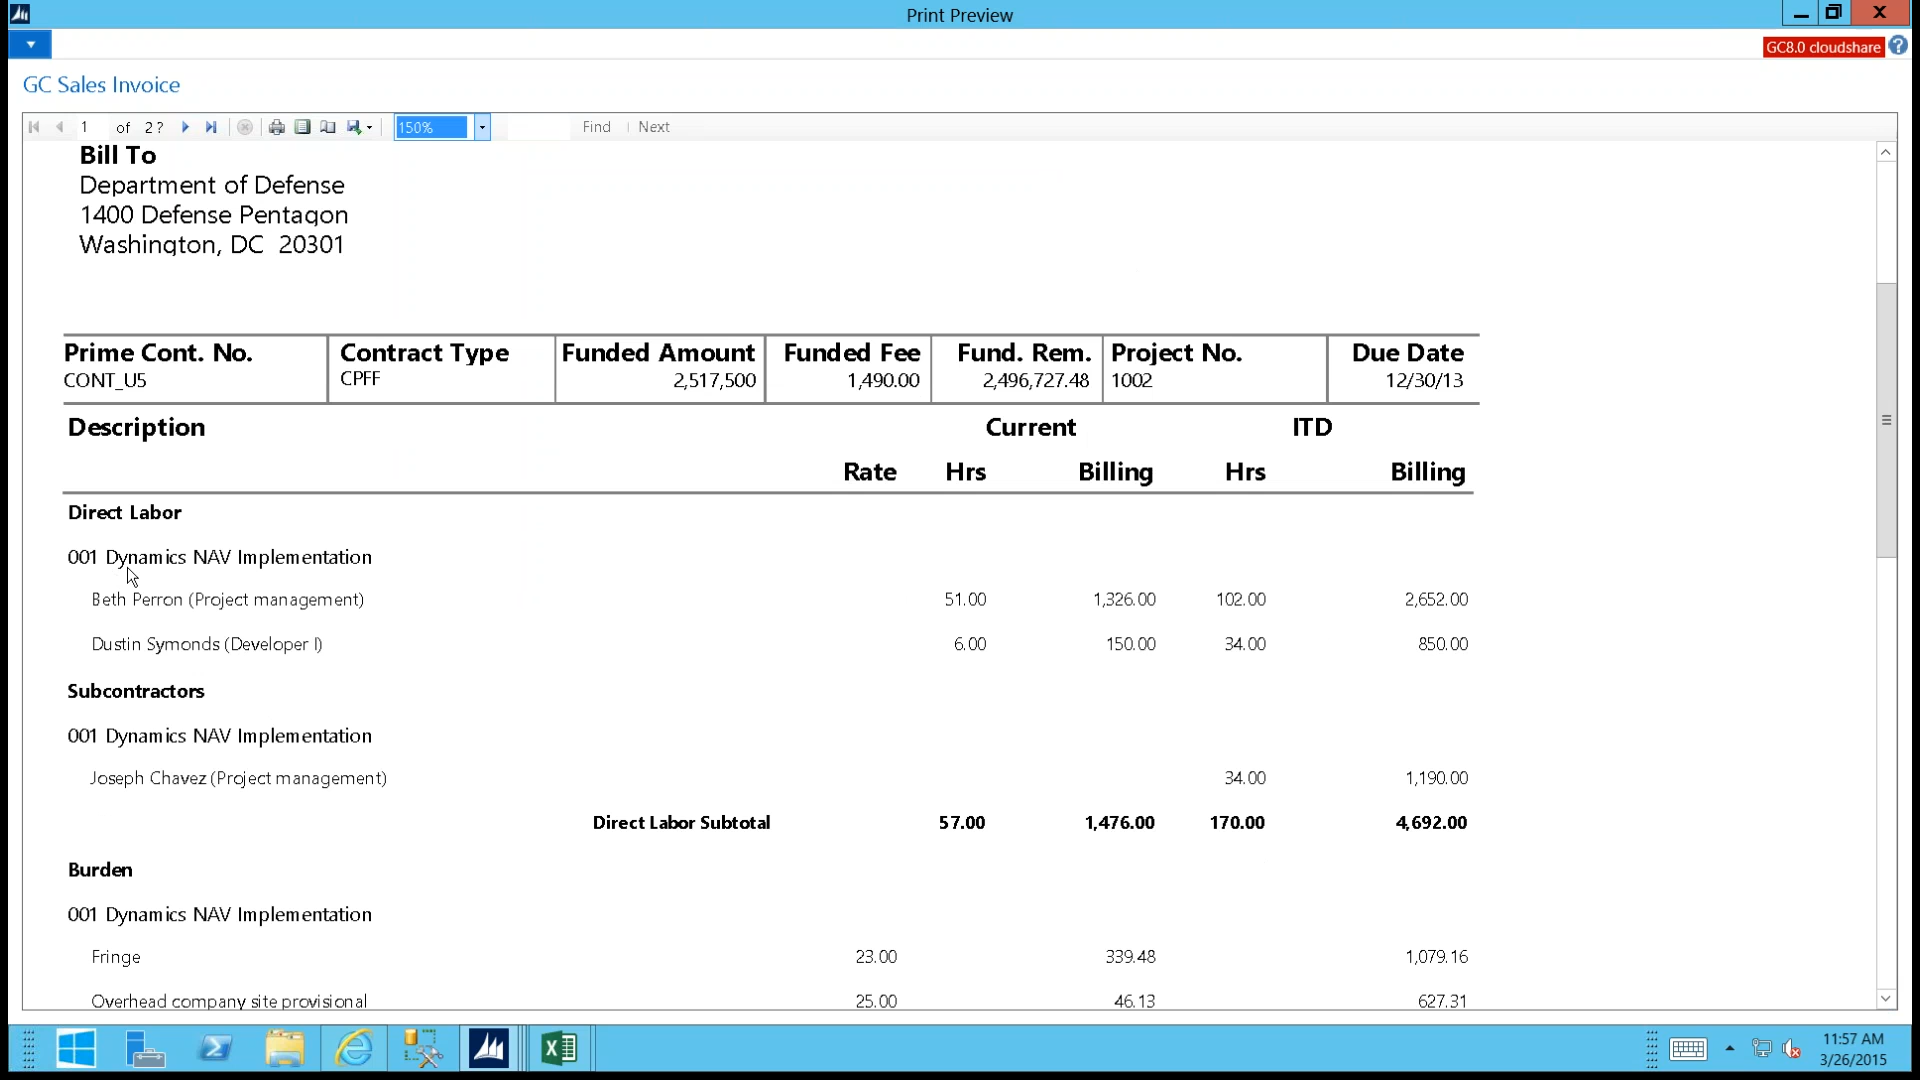 Print Preview
GC8.0 cloudshare ?
GC Sales Invoice
1 of 2? 150% Find Next
Bill To
Department of Defense
1400 Defense Pentagon
Washington, DC 20301
Prime Cont. No. Contract Type Funded Amount Funded Fee Fund. Rem. Project No. Due Date
CONT_U5 CPFF 2,517,500 1,490.00 2,496,727.48 1002 12/30/13
Description Current ITD
Rate Hrs Billing Hrs Billing
Direct Labor
001 Dynamics NAV Implementation
Beth Perron (Project management) 51.00 1,326.00 102.00 2,652.00
Dustin Symonds (Developer I) 6.00 150.00 34.00 850.00
Subcontractors
001 Dynamics NAV Implementation
Joseph Chavez (Project management) 34.00 1,190.00
Direct Labor Subtotal 57.00 1,476.00 170.00 4,692.00
Burden
001 Dynamics NAV Implementation
Fringe 23.00 339.48 1,079.16
Overhead company site provisional 25.00 46.13 627.31
11:57 AM
3/26/2015